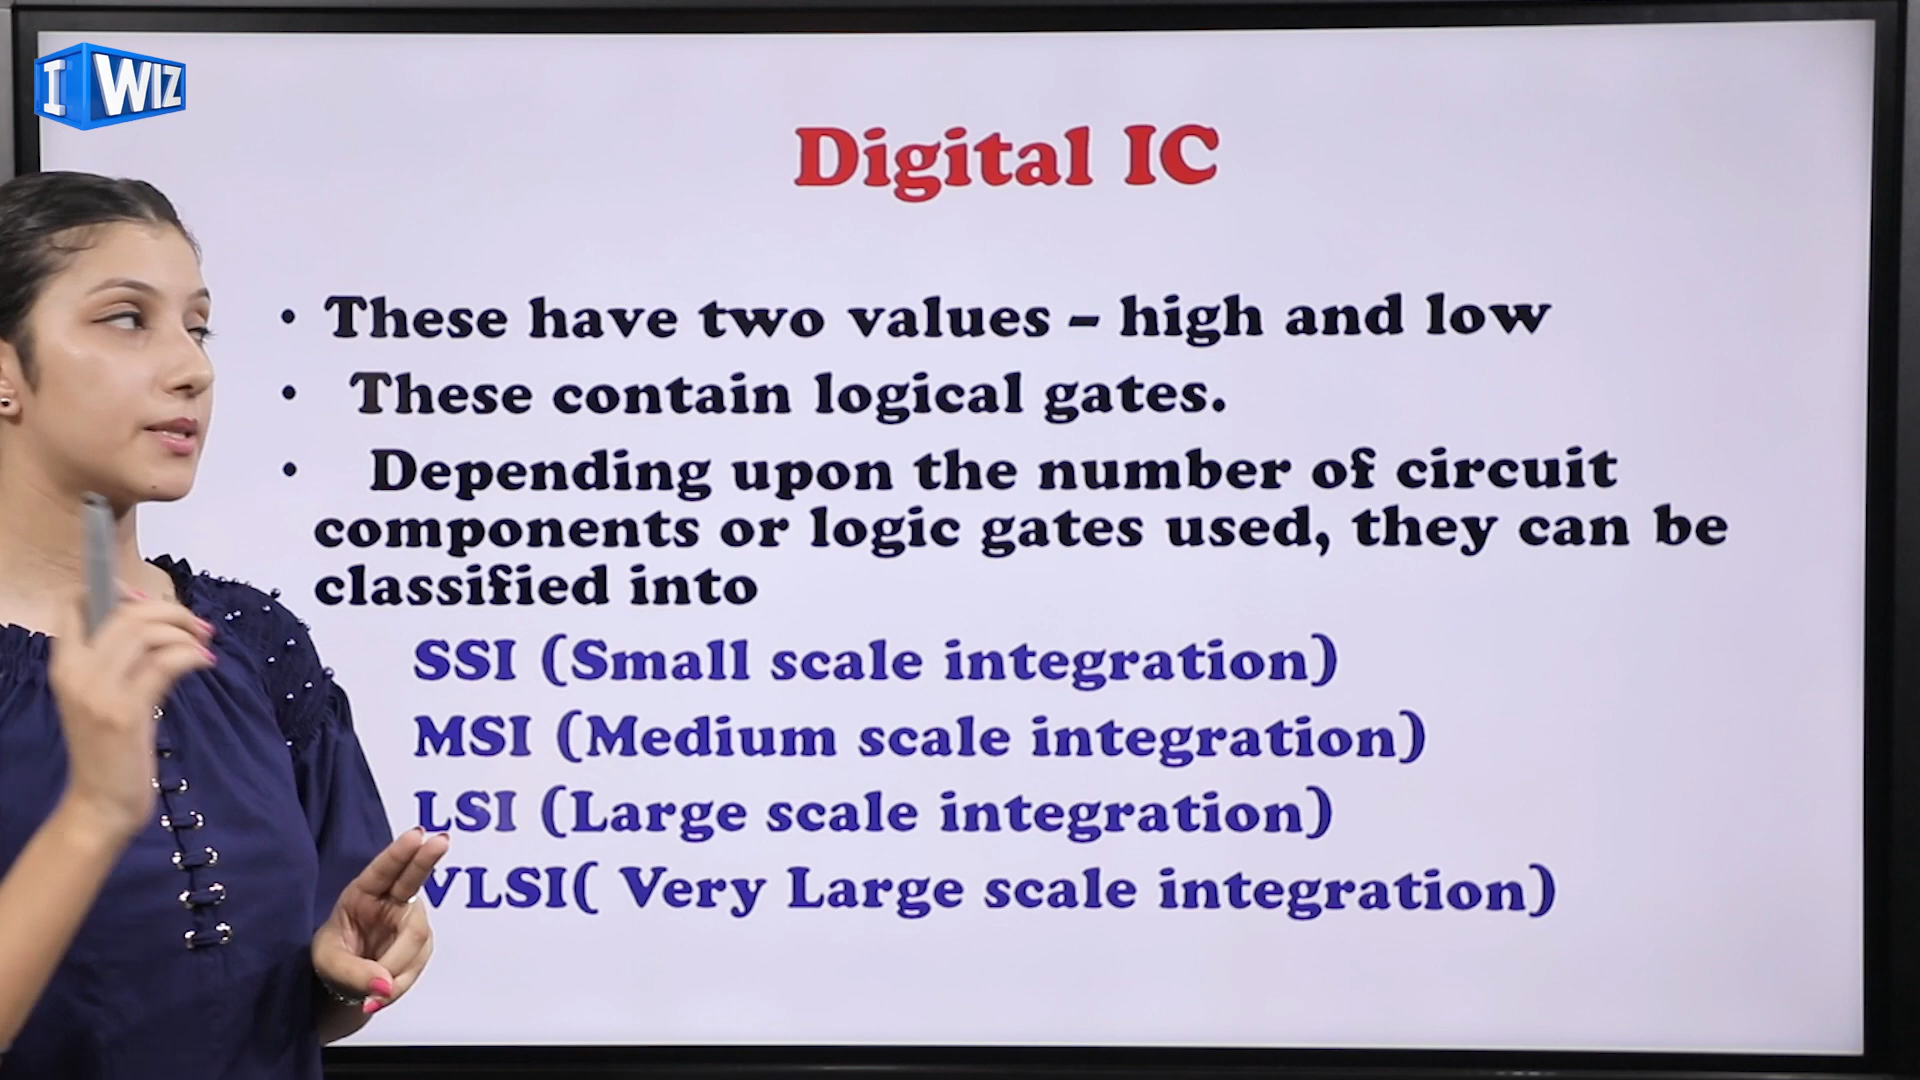 I WIZ
Digital IC
• These have two values – high and low
• These contain logical gates.
• Depending upon the number of circuit
components or logic gates used, they can be
classified into
SSI (Small scale integration)
MSI (Medium scale integration)
LSI (Large scale integration)
VLSI( Very Large scale integration)